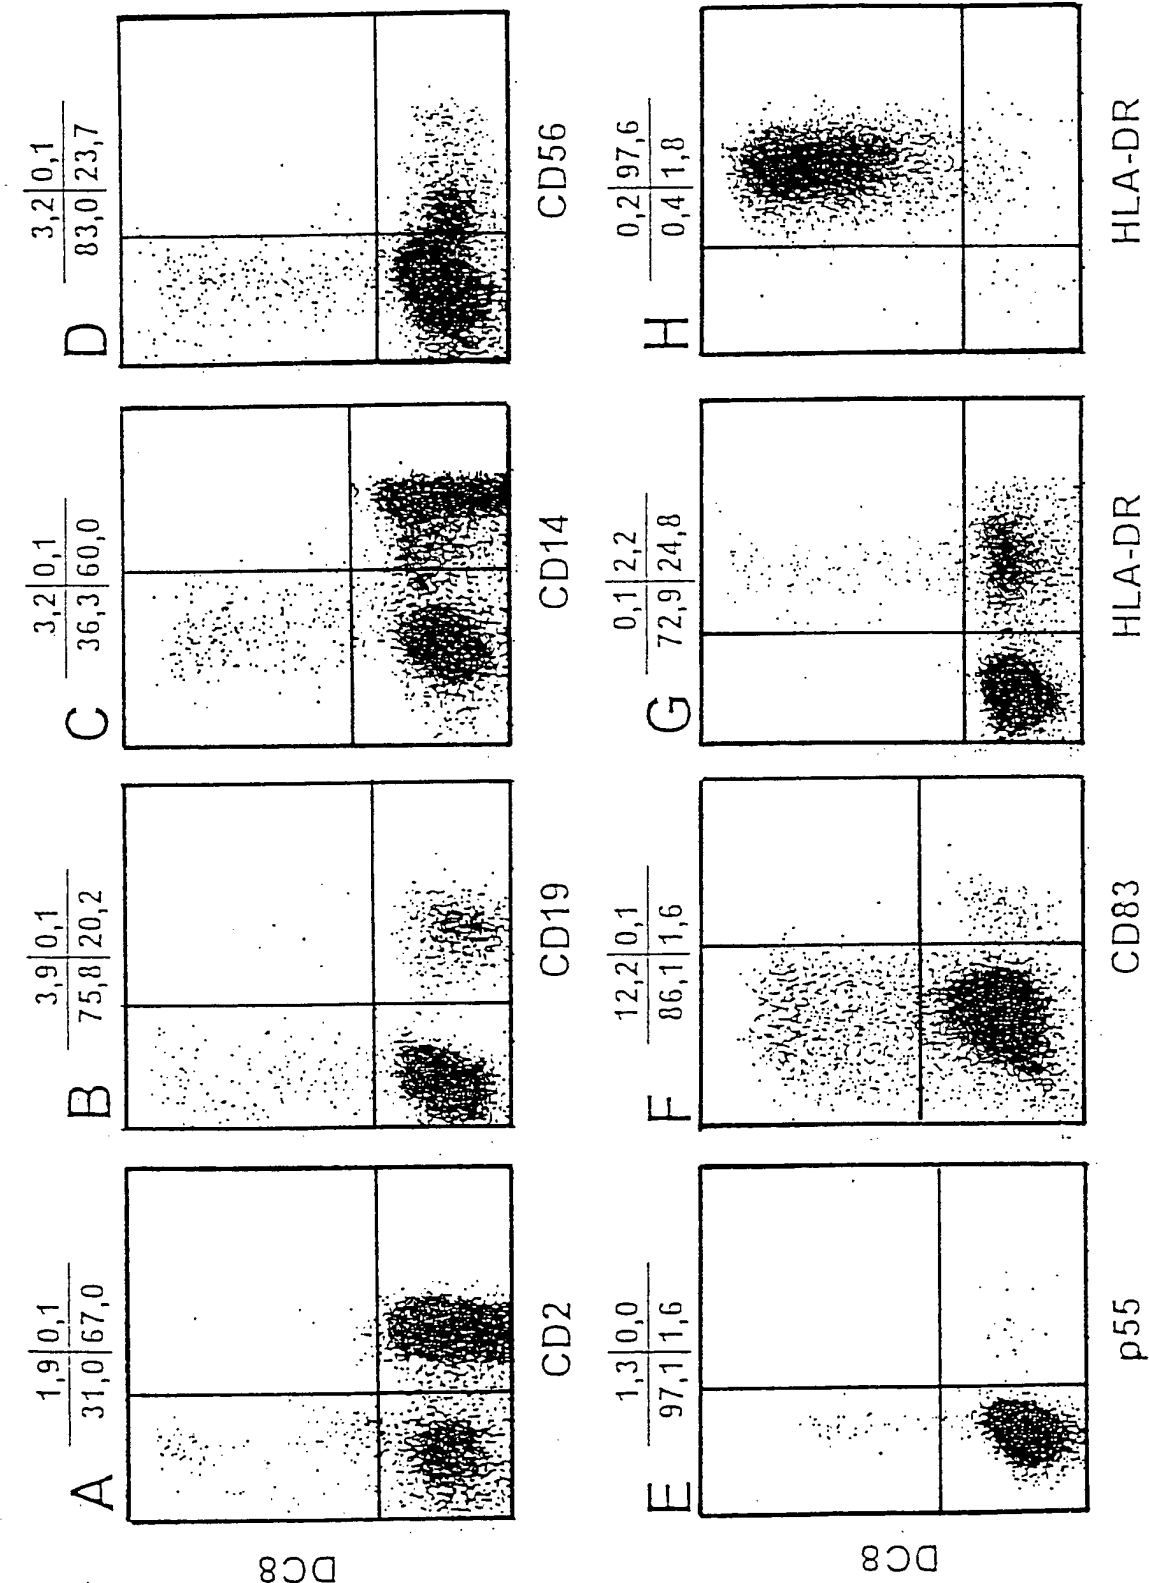 A
1,9 0,1
31,0 67,0
CD2
B
3,9 0,1
75,8 20,2
CD19
C
3,2 0,1
36,3 60,0
CD14
D
3,2 0,1
83,0 23,7
CD56
DC8
E
1,3 0,0
97,1 1,6
p55
F
12,2 0,1
86,1 1,6
CD83
G
0,1 2,2
72,9 24,8
HLA-DR
H
0,2 97,6
0,4 1,8
HLA-DR
DC8